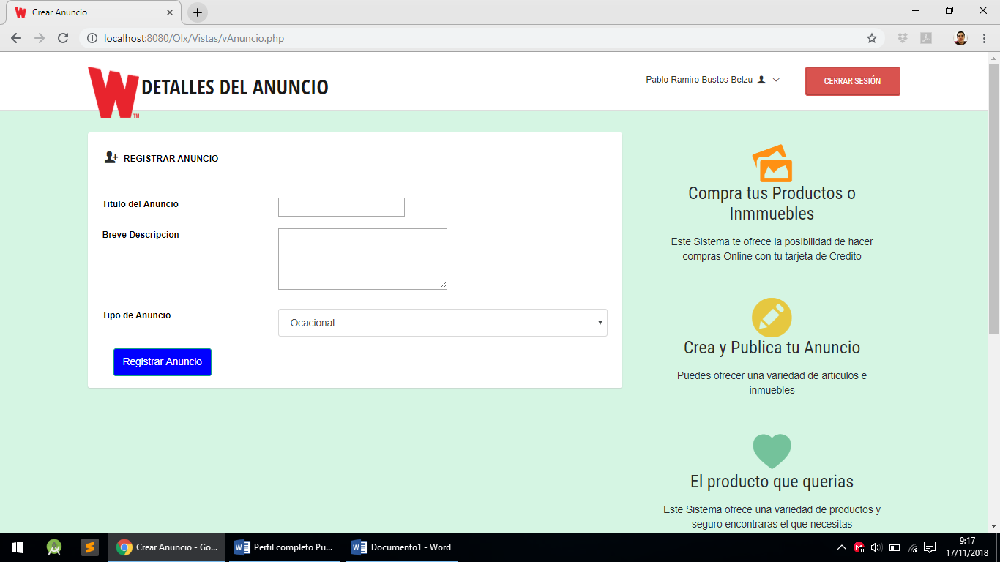 Crear Anuncio
localhost:8080/Olx/Vistas/vAnuncio.php
W
TM
DETALLES DEL ANUNCIO
Pablo Ramiro Bustos Belzu
CERRAR SESIÓN
REGISTRAR ANUNCIO
Titulo del Anuncio
Breve Descripcion
Tipo de Anuncio
Ocacional
Registrar Anuncio
Compra tus Productos o
Inmmuebles
Este Sistema te ofrece la posibilidad de hacer
compras Online con tu tarjeta de Credito
Crea y Publica tu Anuncio
Puedes ofrecer una variedad de articulos e
inmuebles
El producto que querias
Este Sistema ofrece una variedad de productos y
seguro encontraras el que necesitas
Crear Anuncio - Go...
Perfil completo Pu...
Documento1 - Word
9:17
17/11/2018